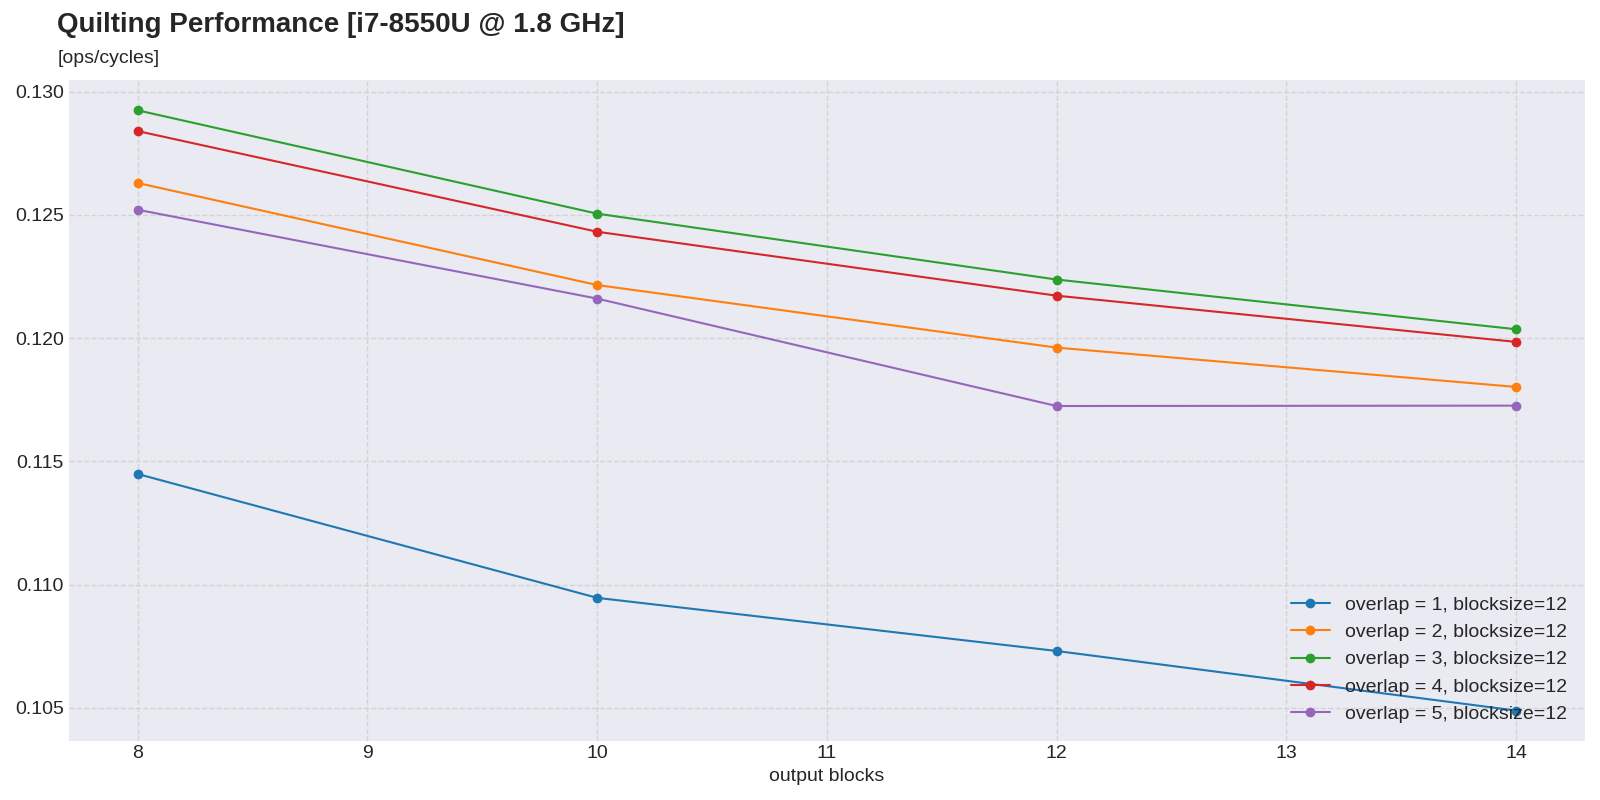 Quilting Performance [i7-8550U @ 1.8 GHz]
[ops/cycles]
0.130
0.125
0.120
0.115
0.110
0.105
overlap = 1, blocksize=12
overlap = 2, blocksize=12
overlap = 3, blocksize=12
overlap = 4, blocksize=12
overlap = 5, blocksize=12
8 9 10 11 12 13 14
output blocks